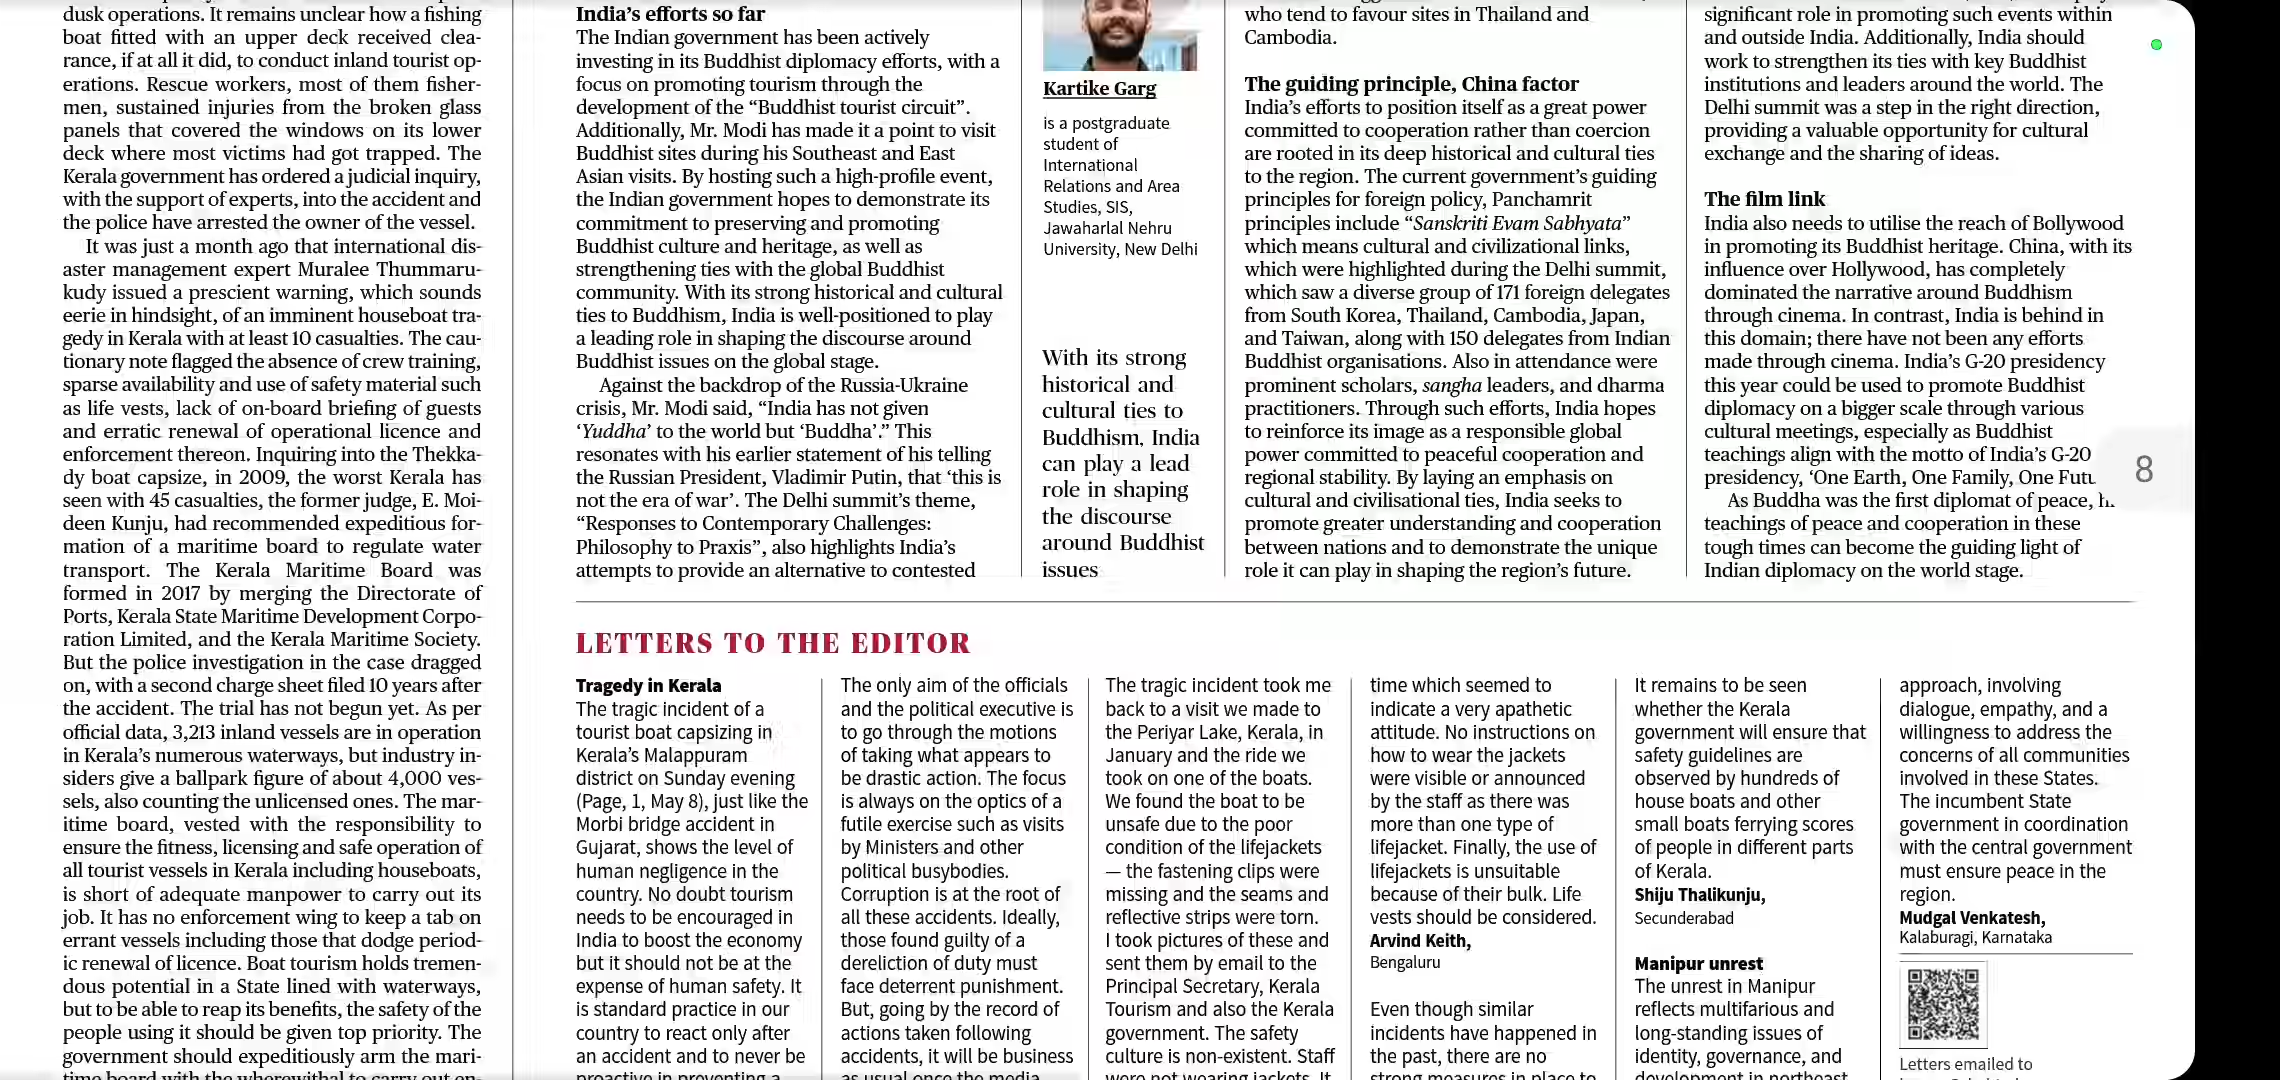 dusk operations. It remains unclear how a fishing
boat fitted with an upper deck received clea-
rance, if at all it did, to conduct inland tourist op-
erations. Rescue workers, most of them fisher-
men, sustained injuries from the broken glass
panels that covered the windows on its lower
deck where most victims had got trapped. The
Kerala government has ordered a judicial inquiry,
with the support of experts, into the accident and
the police have arrested the owner of the vessel.
It was just a month ago that international dis-
aster management expert Muralee Thummaru-
kudy issued a prescient warning, which sounds
eerie in hindsight, of an imminent houseboat tra-
gedy in Kerala with at least 10 casualties. The cau-
tionary note flagged the absence of crew training,
sparse availability and use of safety material such
as life vests, lack of on-board briefing of guests
and erratic renewal of operational licence and
enforcement thereon. Inquiring into the Thekka-
dy boat capsize, in 2009, the worst Kerala has
seen with 45 casualties, the former judge, E. Moi-
deen Kunju, had recommended expeditious for-
mation of a maritime board to regulate water
transport. The Kerala Maritime Board was
formed in 2017 by merging the Directorate of
Ports, Kerala State Maritime Development Corpo-
ration Limited, and the Kerala Maritime Society.
But the police investigation in the case dragged
on, with a second charge sheet filed 10 years after
the accident. The trial has not begun yet. As per
official data, 3,213 inland vessels are in operation
in Kerala's numerous waterways, but industry in-
siders give a ballpark figure of about 4,000 ves-
sels, also counting the unlicensed ones. The mar-
itime board, vested with the responsibility to
ensure the fitness, licensing and safe operation of
all tourist vessels in Kerala including houseboats,
is short of adequate manpower to carry out its
job. It has no enforcement wing to keep a tab on
errant vessels including those that dodge period-
ic renewal of licence. Boat tourism holds tremen-
dous potential in a State lined with waterways,
but to be able to reap its benefits, the safety of the
people using it should be given top priority. The
government should expeditiously arm the mari-
time board with the wherewithal to carry out en-
India's efforts so far
The Indian government has been actively
investing in its Buddhist diplomacy efforts, with a
focus on promoting tourism through the
development of the “Buddhist tourist circuit”.
Additionally, Mr. Modi has made it a point to visit
Buddhist sites during his Southeast and East
Asian visits. By hosting such a high-profile event,
the Indian government hopes to demonstrate its
commitment to preserving and promoting
Buddhist culture and heritage, as well as
strengthening ties with the global Buddhist
community. With its strong historical and cultural
ties to Buddhism, India is well-positioned to play
a leading role in shaping the discourse around
Buddhist issues on the global stage.
Against the backdrop of the Russia-Ukraine
crisis, Mr. Modi said, “India has not given
‘Yuddha’ to the world but ‘Buddha’.” This
resonates with his earlier statement of his telling
the Russian President, Vladimir Putin, that ‘this is
not the era of war’. The Delhi summit's theme,
“Responses to Contemporary Challenges:
Philosophy to Praxis”, also highlights India's
attempts to provide an alternative to contested
Kartike Garg
is a postgraduate
student of
International
Relations and Area
Studies, SIS,
Jawaharlal Nehru
University, New Delhi
With its strong
historical and
cultural ties to
Buddhism, India
can play a lead
role in shaping
the discourse
around Buddhist
issues
who tend to favour sites in Thailand and
Cambodia.
The guiding principle, China factor
India's efforts to position itself as a great power
committed to cooperation rather than coercion
are rooted in its deep historical and cultural ties
to the region. The current government's guiding
principles for foreign policy, Panchamrit
principles include “Sanskriti Evam Sabhyata”
which means cultural and civilizational links,
which were highlighted during the Delhi summit,
which saw a diverse group of 171 foreign delegates
from South Korea, Thailand, Cambodia, Japan,
and Taiwan, along with 150 delegates from Indian
Buddhist organisations. Also in attendance were
prominent scholars, sangha leaders, and dharma
practitioners. Through such efforts, India hopes
to reinforce its image as a responsible global
power committed to peaceful cooperation and
regional stability. By laying an emphasis on
cultural and civilisational ties, India seeks to
promote greater understanding and cooperation
between nations and to demonstrate the unique
role it can play in shaping the region's future.
significant role in promoting such events within
and outside India. Additionally, India should
work to strengthen its ties with key Buddhist
institutions and leaders around the world. The
Delhi summit was a step in the right direction,
providing a valuable opportunity for cultural
exchange and the sharing of ideas.
The film link
India also needs to utilise the reach of Bollywood
in promoting its Buddhist heritage. China, with its
influence over Hollywood, has completely
dominated the narrative around Buddhism
through cinema. In contrast, India is behind in
this domain; there have not been any efforts
made through cinema. India's G-20 presidency
this year could be used to promote Buddhist
diplomacy on a bigger scale through various
cultural meetings, especially as Buddhist
teachings align with the motto of India's G-20
presidency, ‘One Earth, One Family, One Futu
As Buddha was the first diplomat of peace,
teachings of peace and cooperation in these
tough times can become the guiding light of
Indian diplomacy on the world stage.
8
LETTERS TO THE EDITOR
Tragedy in Kerala
The tragic incident of a
tourist boat capsizing in
Kerala's Malappuram
district on Sunday evening
(Page, 1, May 8), just like the
Morbi bridge accident in
Gujarat, shows the level of
human negligence in the
country. No doubt tourism
needs to be encouraged in
India to boost the economy
but it should not be at the
expense of human safety. It
is standard practice in our
country to react only after
an accident and to never be
proactive in preventing a
The only aim of the officials
and the political executive is
to go through the motions
of taking what appears to
be drastic action. The focus
is always on the optics of a
futile exercise such as visits
by Ministers and other
political busybodies.
Corruption is at the root of
all these accidents. Ideally,
those found guilty of a
dereliction of duty must
face deterrent punishment.
But, going by the record of
actions taken following
accidents, it will be business
as usual once the media
The tragic incident took me
back to a visit we made to
the Periyar Lake, Kerala, in
January and the ride we
took on one of the boats.
We found the boat to be
unsafe due to the poor
condition of the lifejackets
— the fastening clips were
missing and the seams and
reflective strips were torn.
I took pictures of these and
sent them by email to the
Principal Secretary, Kerala
Tourism and also the Kerala
government. The safety
culture is non-existent. Staff
were not wearing jackets. It
time which seemed to
indicate a very apathetic
attitude. No instructions on
how to wear the jackets
were visible or announced
by the staff as there was
more than one type of
lifejacket. Finally, the use of
lifejackets is unsuitable
because of their bulk. Life
vests should be considered.
Arvind Keith,
Bengaluru
Even though similar
incidents have happened in
the past, there are no
strong measures in place to
It remains to be seen
whether the Kerala
government will ensure that
safety guidelines are
observed by hundreds of
house boats and other
small boats ferrying scores
of people in different parts
of Kerala.
Shiju Thalikunju,
Secunderabad
Manipur unrest
The unrest in Manipur
reflects multifarious and
long-standing issues of
identity, governance, and
development in northeast
approach, involving
dialogue, empathy, and a
willingness to address the
concerns of all communities
involved in these States.
The incumbent State
government in coordination
with the central government
must ensure peace in the
region.
Mudgal Venkatesh,
Kalaburagi, Karnataka
Letters emailed to